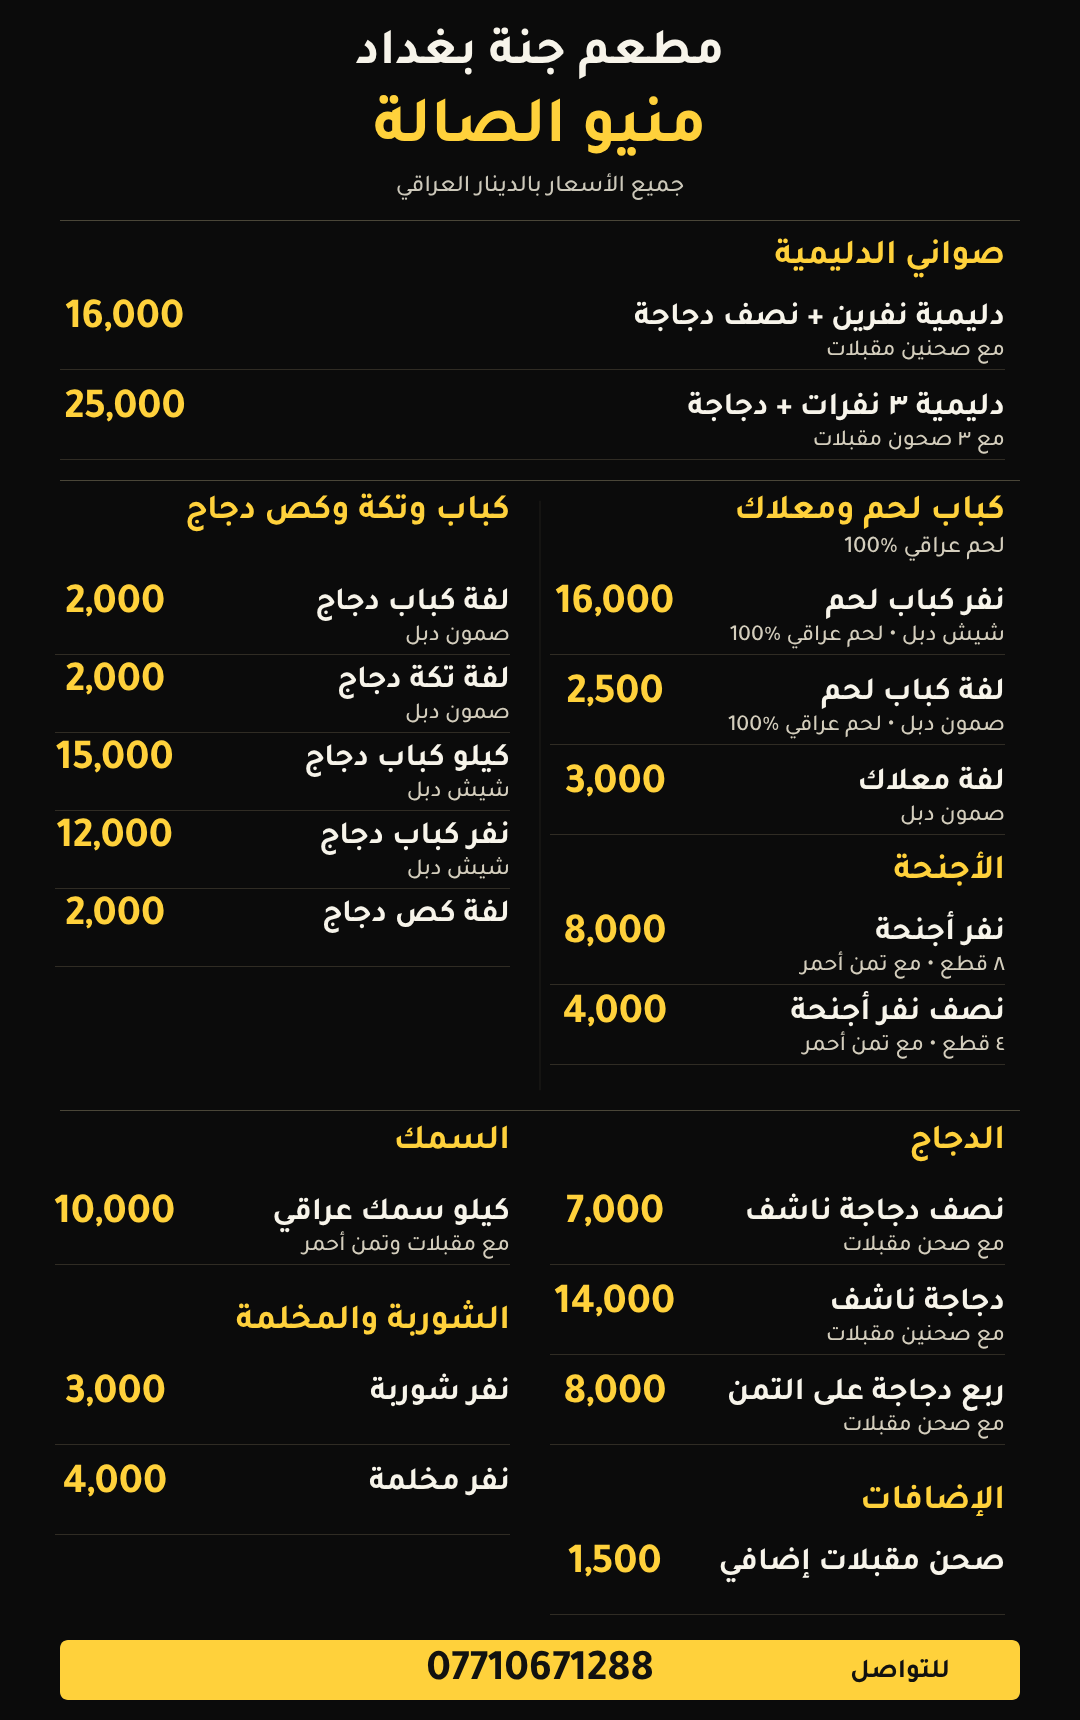 مطعم جنة بغداد
منيو الصالة
جميع الأسعار بالدينار العراقي
صواني الدليمية
دليمية نفرين + نصف دجاجة 16,000
مع صحنين مقبلات
دليمية ٣ نفرات + دجاجة 25,000
مع ٣ صحون مقبلات
كباب لحم ومعلاك
لحم عراقي 100%
نفر كباب لحم 16,000
شيش دبل • لحم عراقي 100%
لفة كباب لحم 2,500
صمون دبل • لحم عراقي 100%
لفة معلاك 3,000
صمون دبل
الأجنحة
نفر أجنحة 8,000
٨ قطع • مع تمن أحمر
نصف نفر أجنحة 4,000
٤ قطع • مع تمن أحمر
كباب وتكة وكص دجاج
لفة كباب دجاج 2,000
صمون دبل
لفة تكة دجاج 2,000
صمون دبل
كيلو كباب دجاج 15,000
شيش دبل
نفر كباب دجاج 12,000
شيش دبل
لفة كص دجاج 2,000
الدجاج
نصف دجاجة ناشف 7,000
مع صحن مقبلات
دجاجة ناشف 14,000
مع صحنين مقبلات
ربع دجاجة على التمن 8,000
مع صحن مقبلات
الإضافات
صحن مقبلات إضافي 1,500
السمك
كيلو سمك عراقي 10,000
مع مقبلات وتمن أحمر
الشوربة والمخلمة
نفر شوربة 3,000
نفر مخلمة 4,000
للتواصل 07710671288